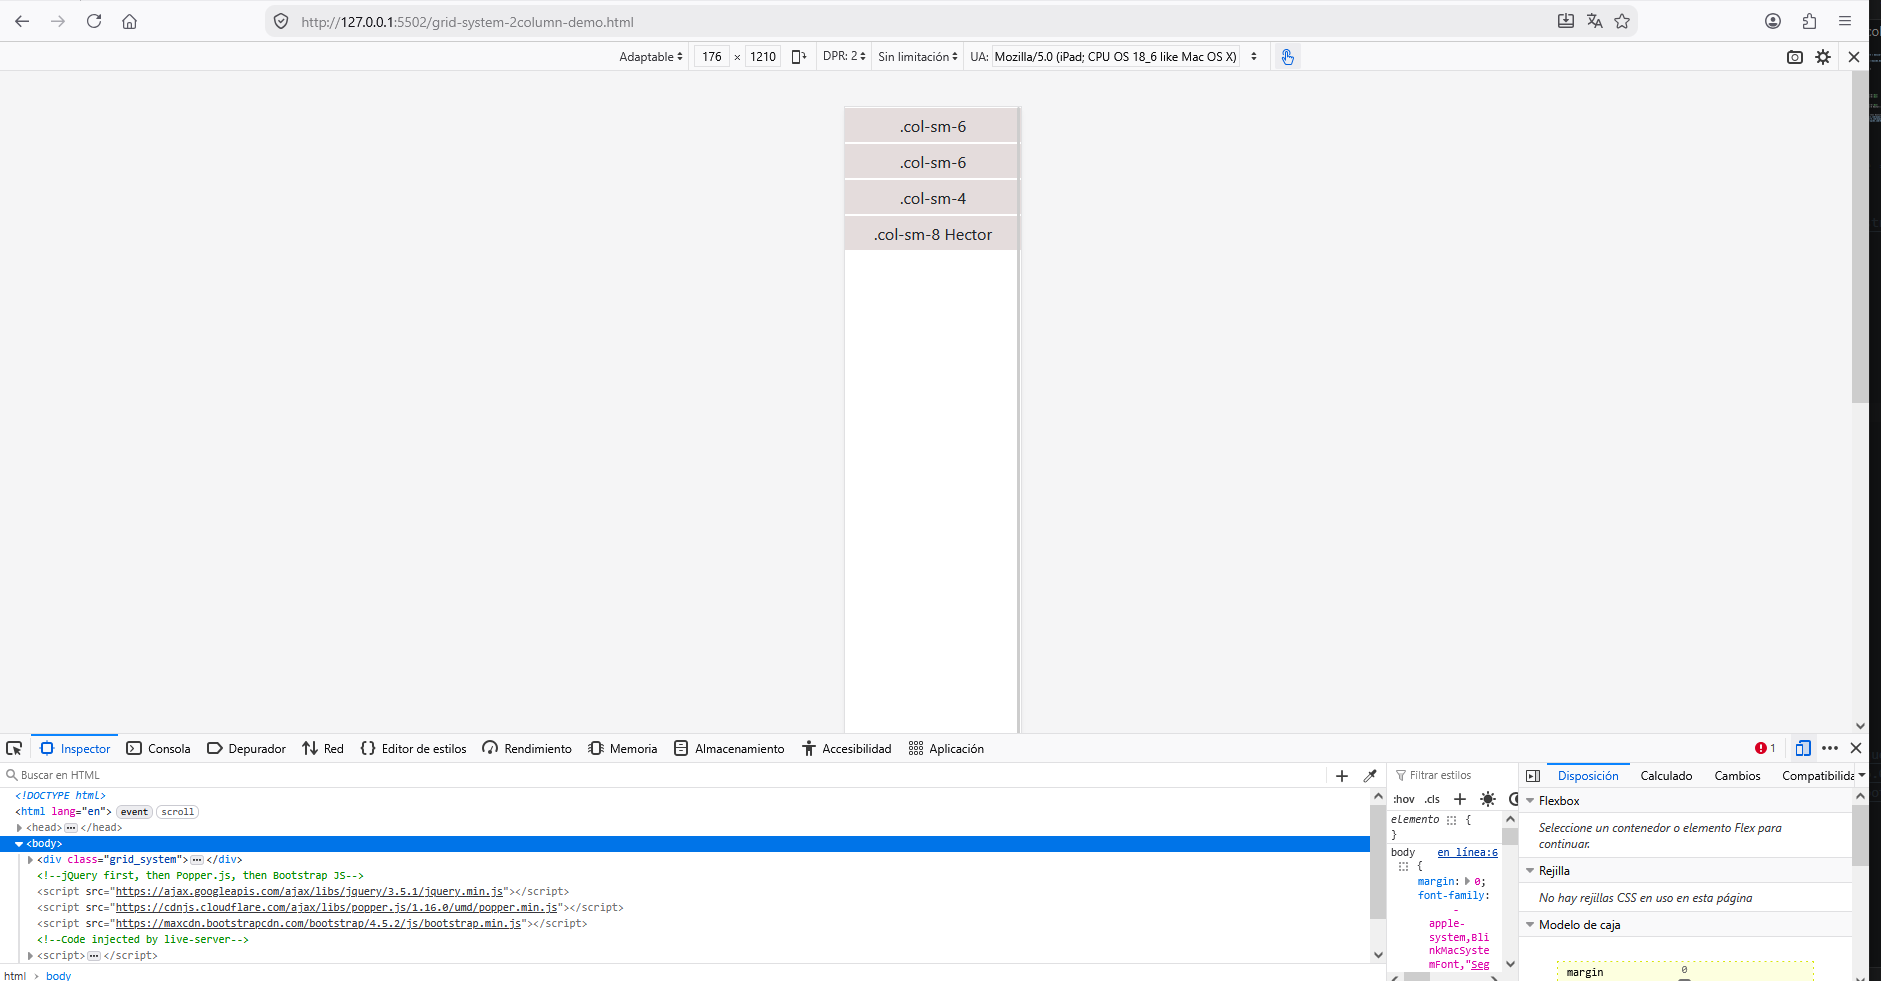 http://127.0.0.1:5502/grid-system-2column-demo.html
Adaptable 176 × 1210 DPR: 2 Sin limitación UA: Mozilla/5.0 (iPad; CPU OS 18_6 like Mac OS X)
.col-sm-6
.col-sm-6
.col-sm-4
.col-sm-8 Hector
Inspector Consola Depurador Red Editor de estilos Rendimiento Memoria Almacenamiento Accesibilidad Aplicación 1
Buscar en HTML
<!DOCTYPE html>
<html lang="en"> event scroll
<head> ⋯ </head>
<body>
<div class="grid_system"> ⋯ </div>
<!--jQuery first, then Popper.js, then Bootstrap JS-->
<script src="https://ajax.googleapis.com/ajax/libs/jquery/3.5.1/jquery.min.js"></script>
<script src="https://cdnjs.cloudflare.com/ajax/libs/popper.js/1.16.0/umd/popper.min.js"></script>
<script src="https://maxcdn.bootstrapcdn.com/bootstrap/4.5.2/js/bootstrap.min.js"></script>
<!--Code injected by live-server-->
<script> ⋯ </script>
html > body
Filtrar estilos
:hov .cls
elemento {
}
body en línea:6
{
margin: 0;
font-family:
-
apple-
system,Bli
nkMacSyste
mFont,"Seg
Disposición Calculado Cambios Compatibilida
Flexbox
Seleccione un contenedor o elemento Flex para
continuar.
Rejilla
No hay rejillas CSS en uso en esta página
Modelo de caja
margin 0